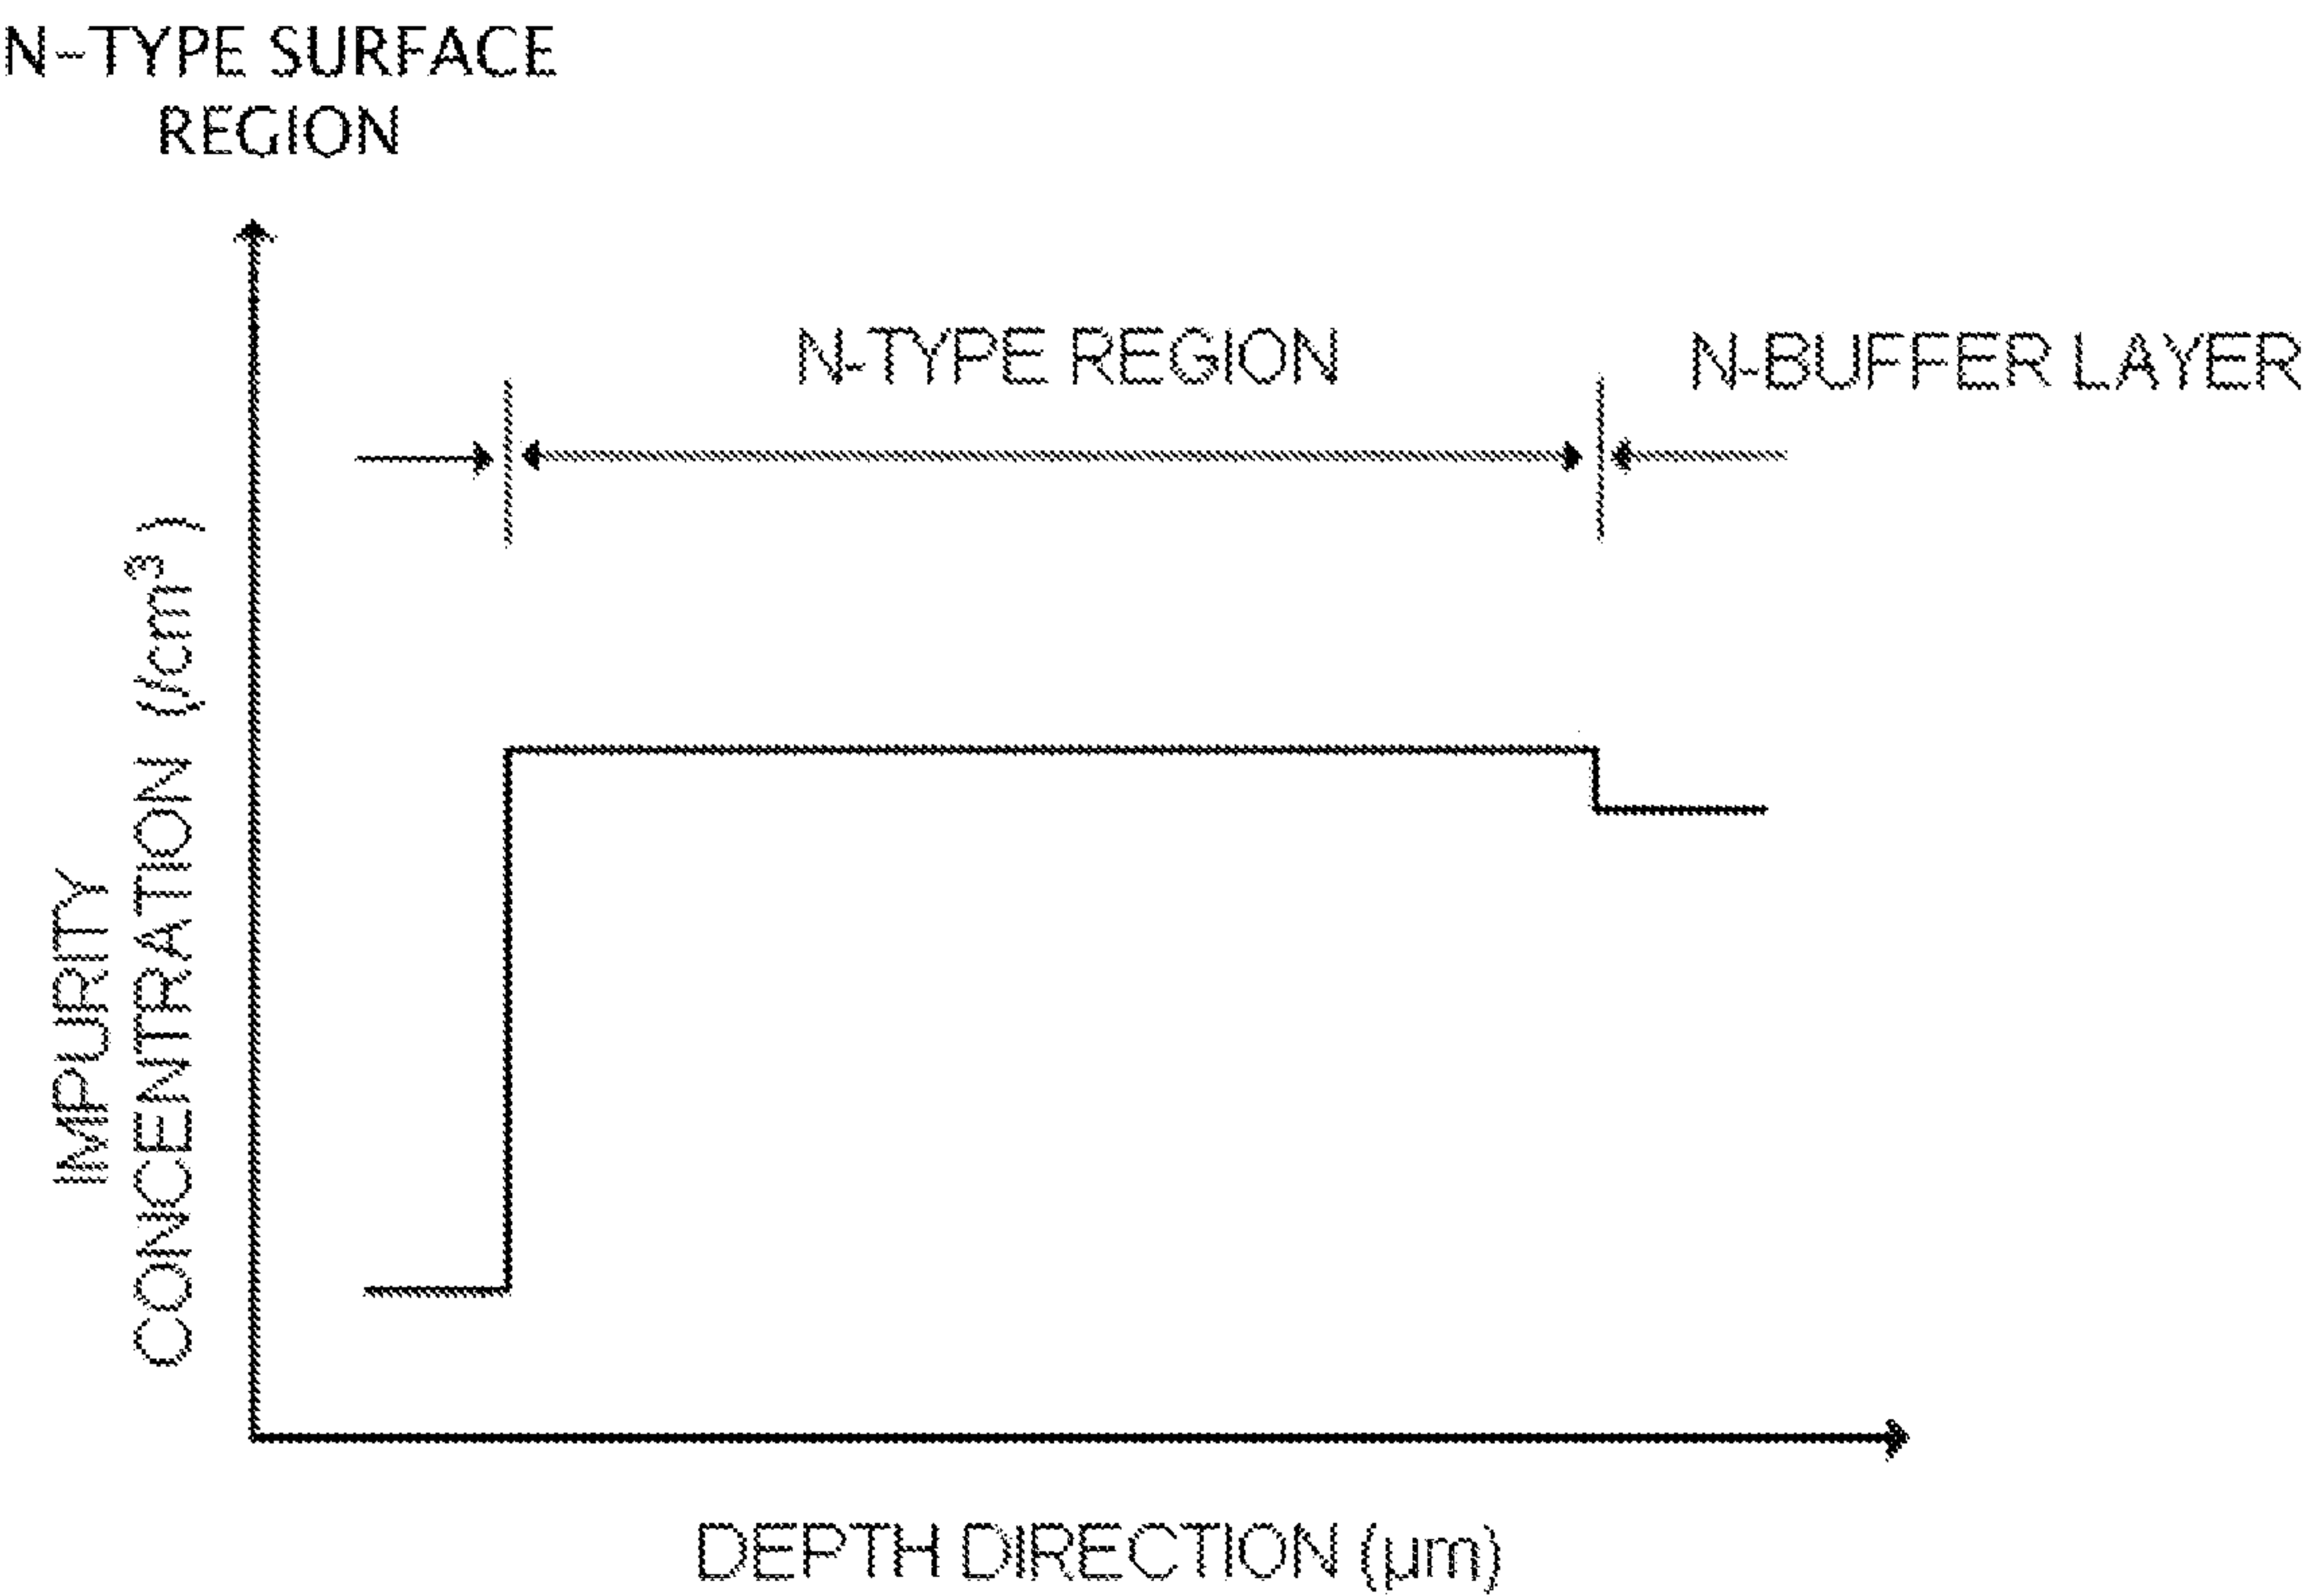 N-TYPE SURFACE
REGION
N-TYPE REGION
N-BUFFER LAYER
IMPURITY
CONCENTRATION (/cm³)
DEPTH DIRECTION (µm)